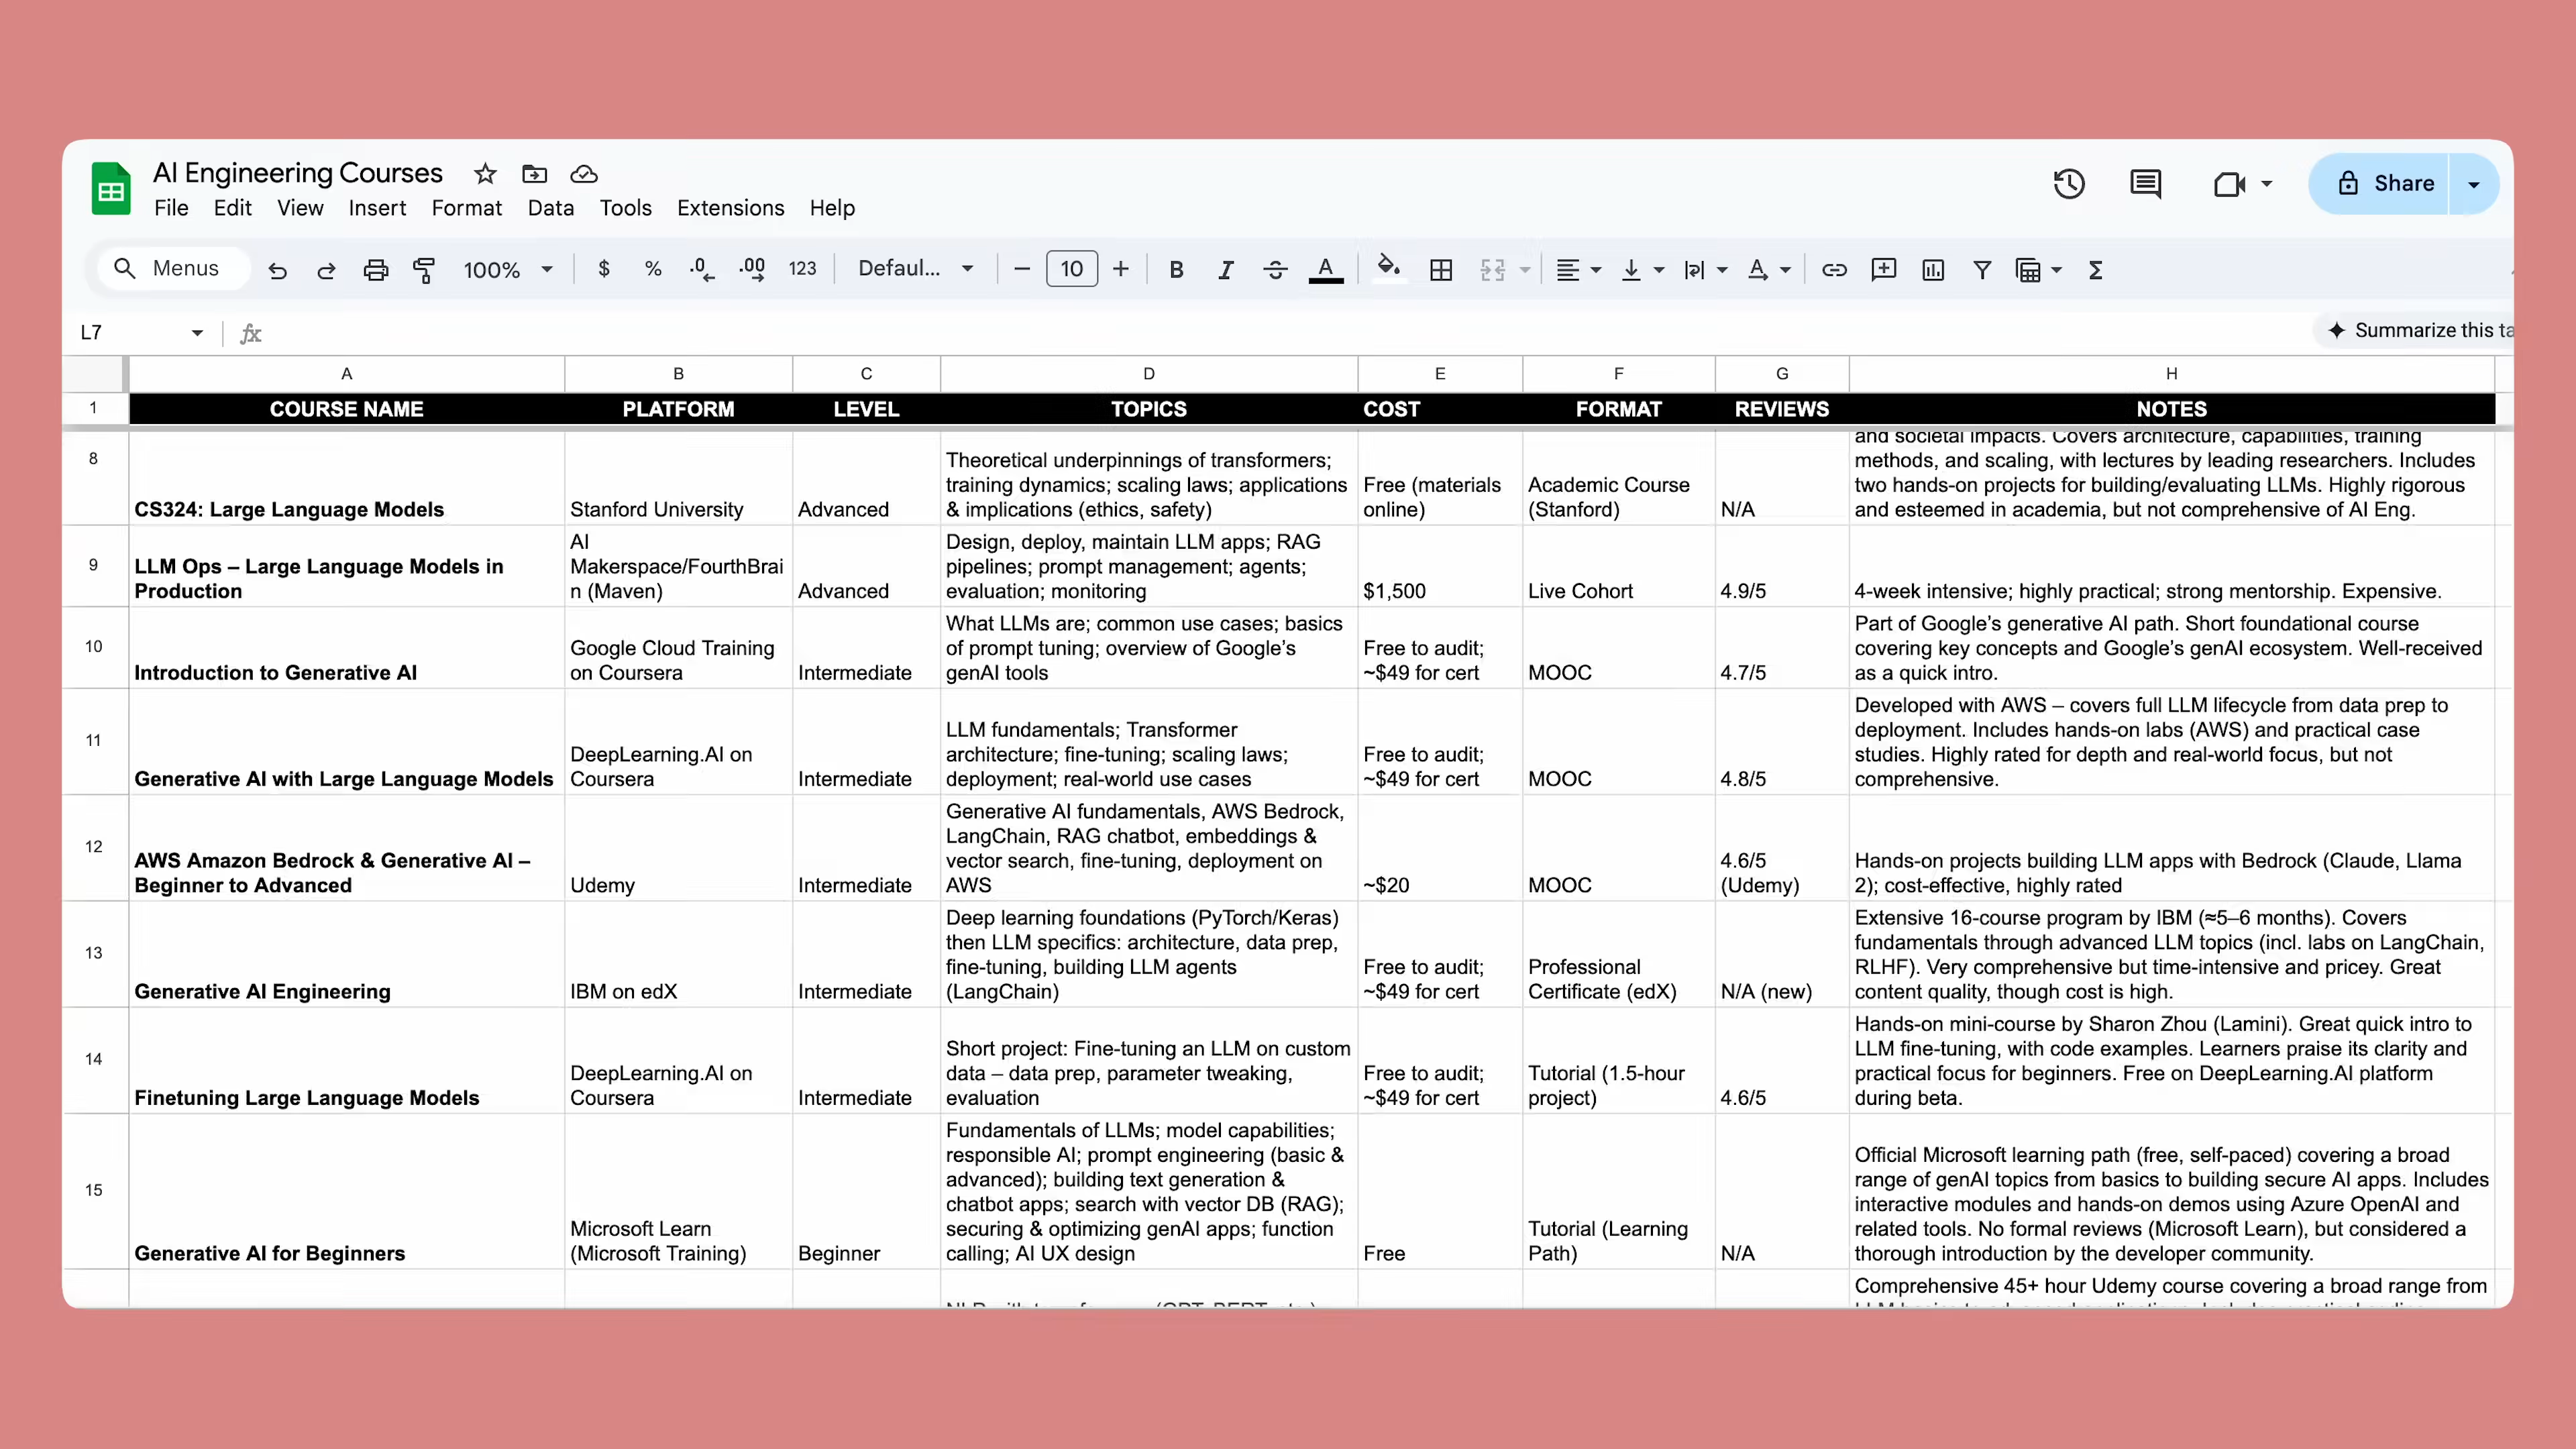 AI Engineering Courses
File Edit View Insert Format Data Tools Extensions Help
Share
Menus 100% $ % .0 .00 123 Defaul... 10 B I S A Σ
L7 fx Summarize this ta
A B C D E F G H
1 COURSE NAME PLATFORM LEVEL TOPICS COST FORMAT REVIEWS NOTES
8
CS324: Large Language Models
Stanford University
Advanced
Theoretical underpinnings of transformers;
training dynamics; scaling laws; applications
& implications (ethics, safety)
Free (materials
online)
Academic Course
(Stanford)
N/A
and societal impacts. Covers architecture, capabilities, training
methods, and scaling, with lectures by leading researchers. Includes
two hands-on projects for building/evaluating LLMs. Highly rigorous
and esteemed in academia, but not comprehensive of AI Eng.
9
LLM Ops – Large Language Models in
Production
AI
Makerspace/FourthBrai
n (Maven)
Advanced
Design, deploy, maintain LLM apps; RAG
pipelines; prompt management; agents;
evaluation; monitoring
$1,500
Live Cohort
4.9/5
4-week intensive; highly practical; strong mentorship. Expensive.
10
Introduction to Generative AI
Google Cloud Training
on Coursera
Intermediate
What LLMs are; common use cases; basics
of prompt tuning; overview of Google’s
genAI tools
Free to audit;
~$49 for cert
MOOC
4.7/5
Part of Google’s generative AI path. Short foundational course
covering key concepts and Google’s genAI ecosystem. Well-received
as a quick intro.
11
Generative AI with Large Language Models
DeepLearning.AI on
Coursera
Intermediate
LLM fundamentals; Transformer
architecture; fine-tuning; scaling laws;
deployment; real-world use cases
Free to audit;
~$49 for cert
MOOC
4.8/5
Developed with AWS – covers full LLM lifecycle from data prep to
deployment. Includes hands-on labs (AWS) and practical case
studies. Highly rated for depth and real-world focus, but not
comprehensive.
12
AWS Amazon Bedrock & Generative AI –
Beginner to Advanced
Udemy
Intermediate
Generative AI fundamentals, AWS Bedrock,
LangChain, RAG chatbot, embeddings &
vector search, fine-tuning, deployment on
AWS
~$20
MOOC
4.6/5
(Udemy)
Hands-on projects building LLM apps with Bedrock (Claude, Llama
2); cost-effective, highly rated
13
Generative AI Engineering
IBM on edX
Intermediate
Deep learning foundations (PyTorch/Keras)
then LLM specifics: architecture, data prep,
fine-tuning, building LLM agents
(LangChain)
Free to audit;
~$49 for cert
Professional
Certificate (edX)
N/A (new)
Extensive 16-course program by IBM (≈5–6 months). Covers
fundamentals through advanced LLM topics (incl. labs on LangChain,
RLHF). Very comprehensive but time-intensive and pricey. Great
content quality, though cost is high.
14
Finetuning Large Language Models
DeepLearning.AI on
Coursera
Intermediate
Short project: Fine-tuning an LLM on custom
data – data prep, parameter tweaking,
evaluation
Free to audit;
~$49 for cert
Tutorial (1.5-hour
project)
4.6/5
Hands-on mini-course by Sharon Zhou (Lamini). Great quick intro to
LLM fine-tuning, with code examples. Learners praise its clarity and
practical focus for beginners. Free on DeepLearning.AI platform
during beta.
15
Generative AI for Beginners
Microsoft Learn
(Microsoft Training)
Beginner
Fundamentals of LLMs; model capabilities;
responsible AI; prompt engineering (basic &
advanced); building text generation &
chatbot apps; search with vector DB (RAG);
securing & optimizing genAI apps; function
calling; AI UX design
Free
Tutorial (Learning
Path)
N/A
Official Microsoft learning path (free, self-paced) covering a broad
range of genAI topics from basics to building secure AI apps. Includes
interactive modules and hands-on demos using Azure OpenAI and
related tools. No formal reviews (Microsoft Learn), but considered a
thorough introduction by the developer community.
Comprehensive 45+ hour Udemy course covering a broad range from